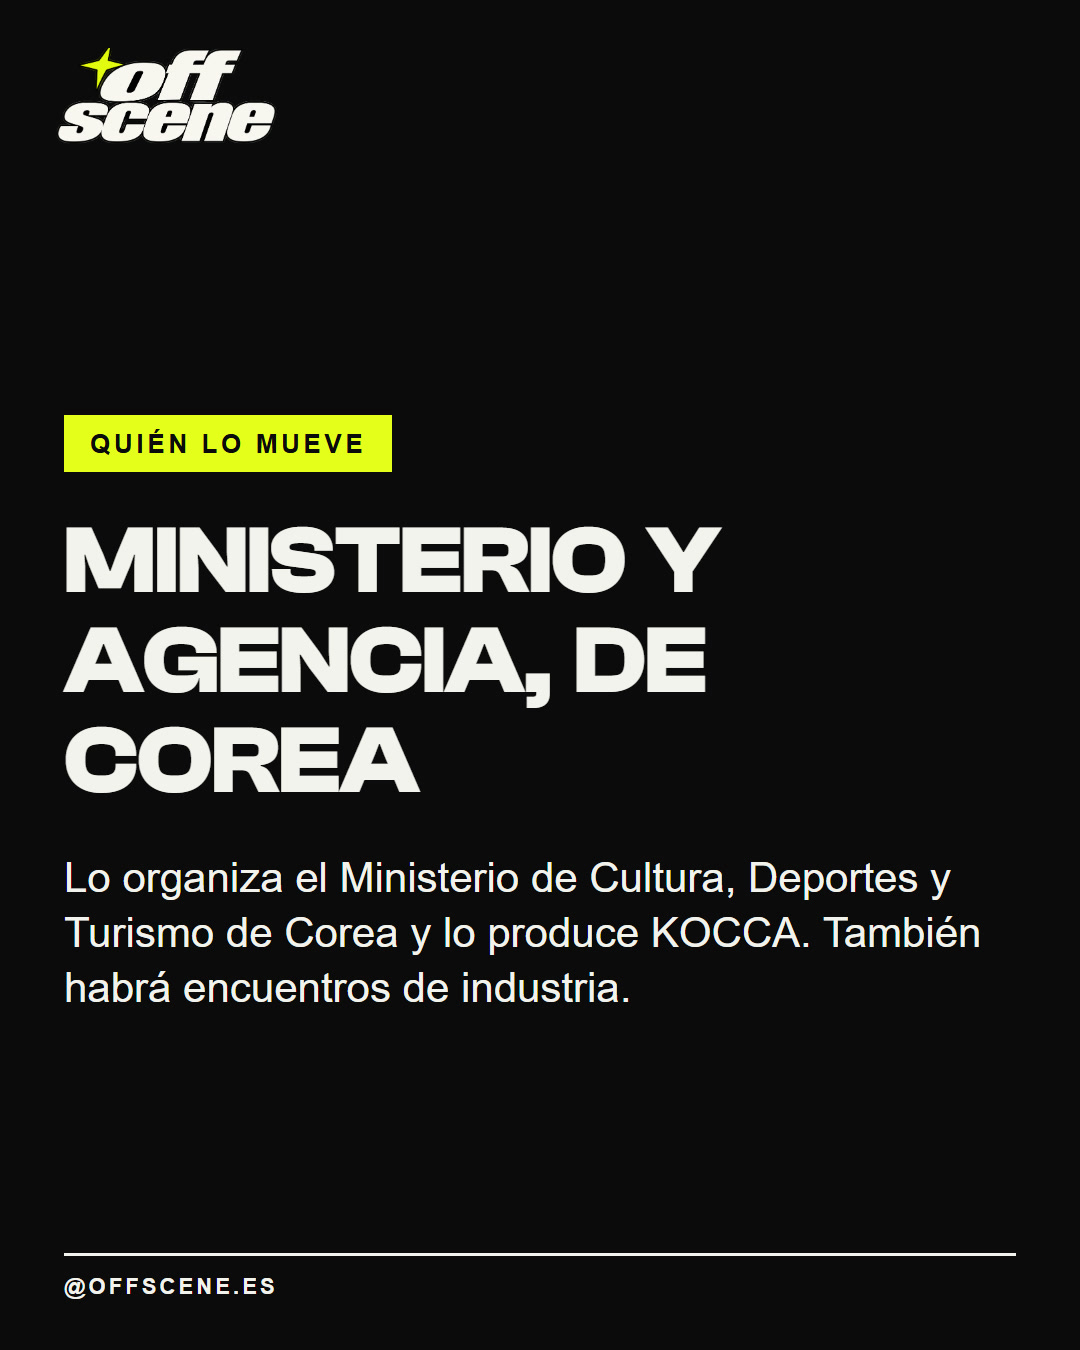 off
scene
QUIÉN LO MUEVE
MINISTERIO Y
AGENCIA, DE
COREA
Lo organiza el Ministerio de Cultura, Deportes y
Turismo de Corea y lo produce KOCCA. También
habrá encuentros de industria.
@OFFSCENE.ES